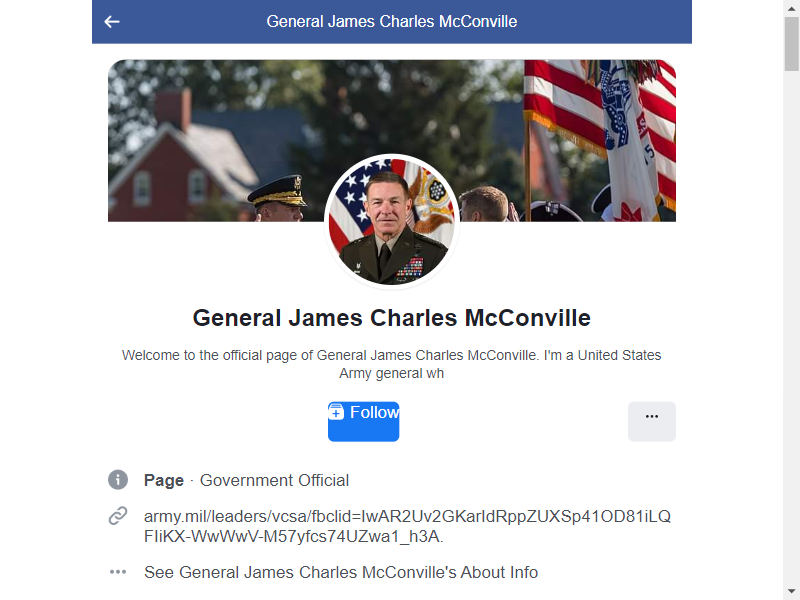 General James Charles McConville
General James Charles McConville
Welcome to the official page of General James Charles McConville. I'm a United States
Army general wh
Follow
Page · Government Official
army.mil/leaders/vcsa/fbclid=IwAR2Uv2GKarIdRppZUXSp41OD81iLQ
FIiKX-WwWwV-M57yfcs74UZwa1_h3A.
See General James Charles McConville's About Info